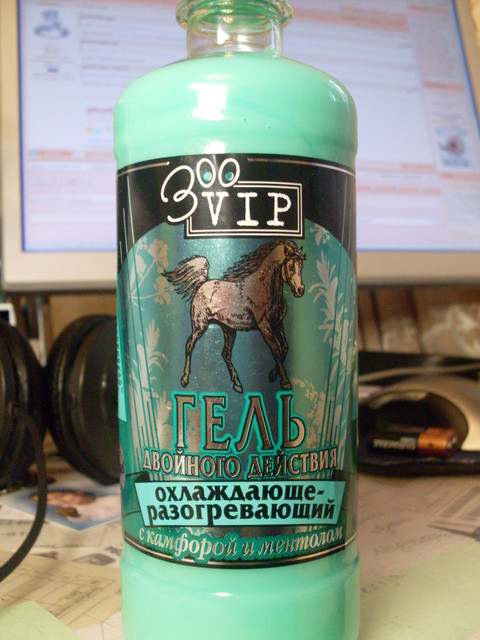 Зоо
VIP
ГЕЛЬ
ДВОЙНОГО ДЕЙСТВИЯ
охлаждающе-
разогревающий
с камфорой и ментолом